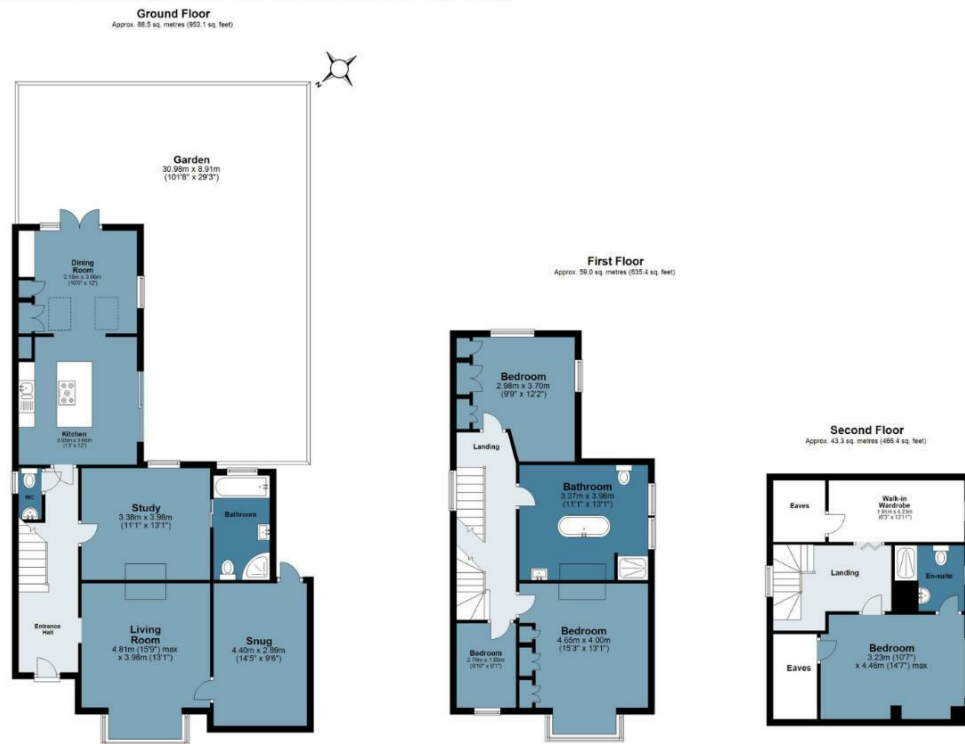 Ground Floor
Approx. 88.5 sq. metres (953.1 sq. feet)
N
Garden
30.98m x 8.91m
(101'8" x 29'3")
Dining
Room
(10'9" x 12')
Kitchen
(13' x 12')
WC
Study
3.38m x 3.98m
(11'1" x 13'1")
Bathroom
Entrance
Hall
Living
Room
4.81m (15'9") max
x 3.98m (13'1")
Snug
4.40m x 2.89m
(14'5" x 9'6")
First Floor
Approx. 59.0 sq. metres (635.4 sq. feet)
Bedroom
2.98m x 3.70m
(9'9" x 12'2")
Landing
Bathroom
3.37m x 3.98m
(11'1" x 13'1")
Bedroom
4.65m x 4.00m
(15'3" x 13'1")
Bedroom
Second Floor
Approx. 43.3 sq. metres (466.4 sq. feet)
Eaves
Walk-in
Wardrobe
Landing
En-suite
Eaves
Bedroom
3.23m (10'7")
x 4.46m (14'7") max